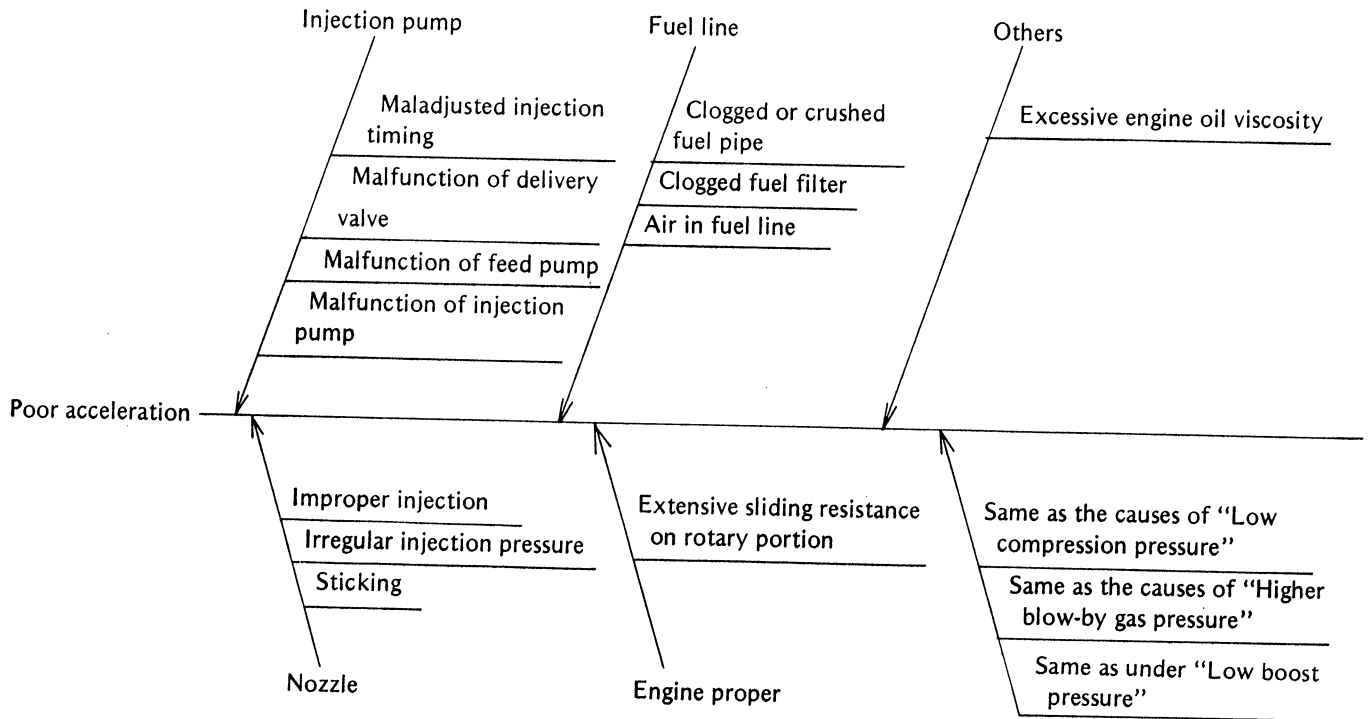 Injection pump
Maladjusted injection
timing
Malfunction of delivery
valve
Malfunction of feed pump
Malfunction of injection
pump
Fuel line
Clogged or crushed
fuel pipe
Clogged fuel filter
Air in fuel line
Others
Excessive engine oil viscosity
Poor acceleration
Improper injection
Irregular injection pressure
Sticking
Nozzle
Extensive sliding resistance
on rotary portion
Engine proper
Same as the causes of “Low
compression pressure”
Same as the causes of “Higher
blow-by gas pressure”
Same as under “Low boost
pressure”